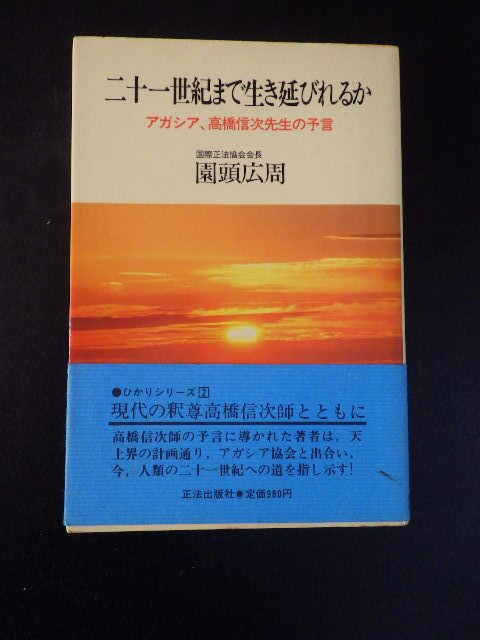 二十一世紀まで生き延びれるか
アガシア、高橋信次先生の予言
国際正法協会会長
園頭広周
●ひかりシリーズ2
現代の釈尊高橋信次師とともに
高橋信次師の予言に導かれた著者は，天
上界の計画通り，アガシア協会と出合い，
今，人類の二十一世紀への道を指し示す！
正法出版社●定価980円